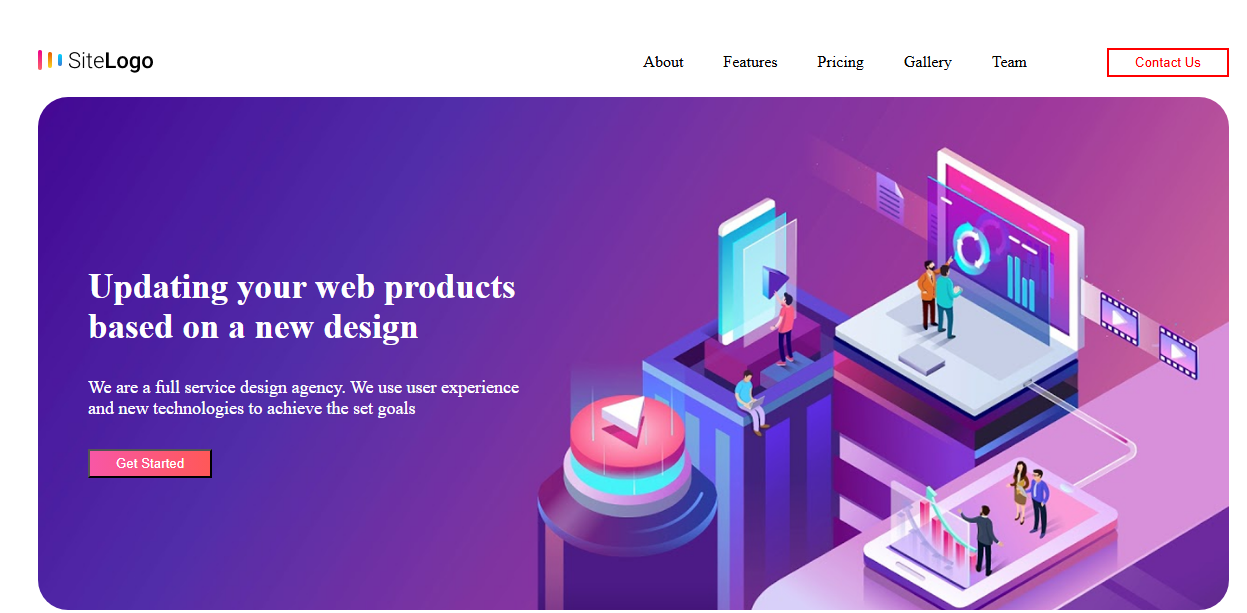 SiteLogo
About
Features
Pricing
Gallery
Team
Contact Us
Updating your web products
based on a new design
We are a full service design agency. We use user experience
and new technologies to achieve the set goals
Get Started